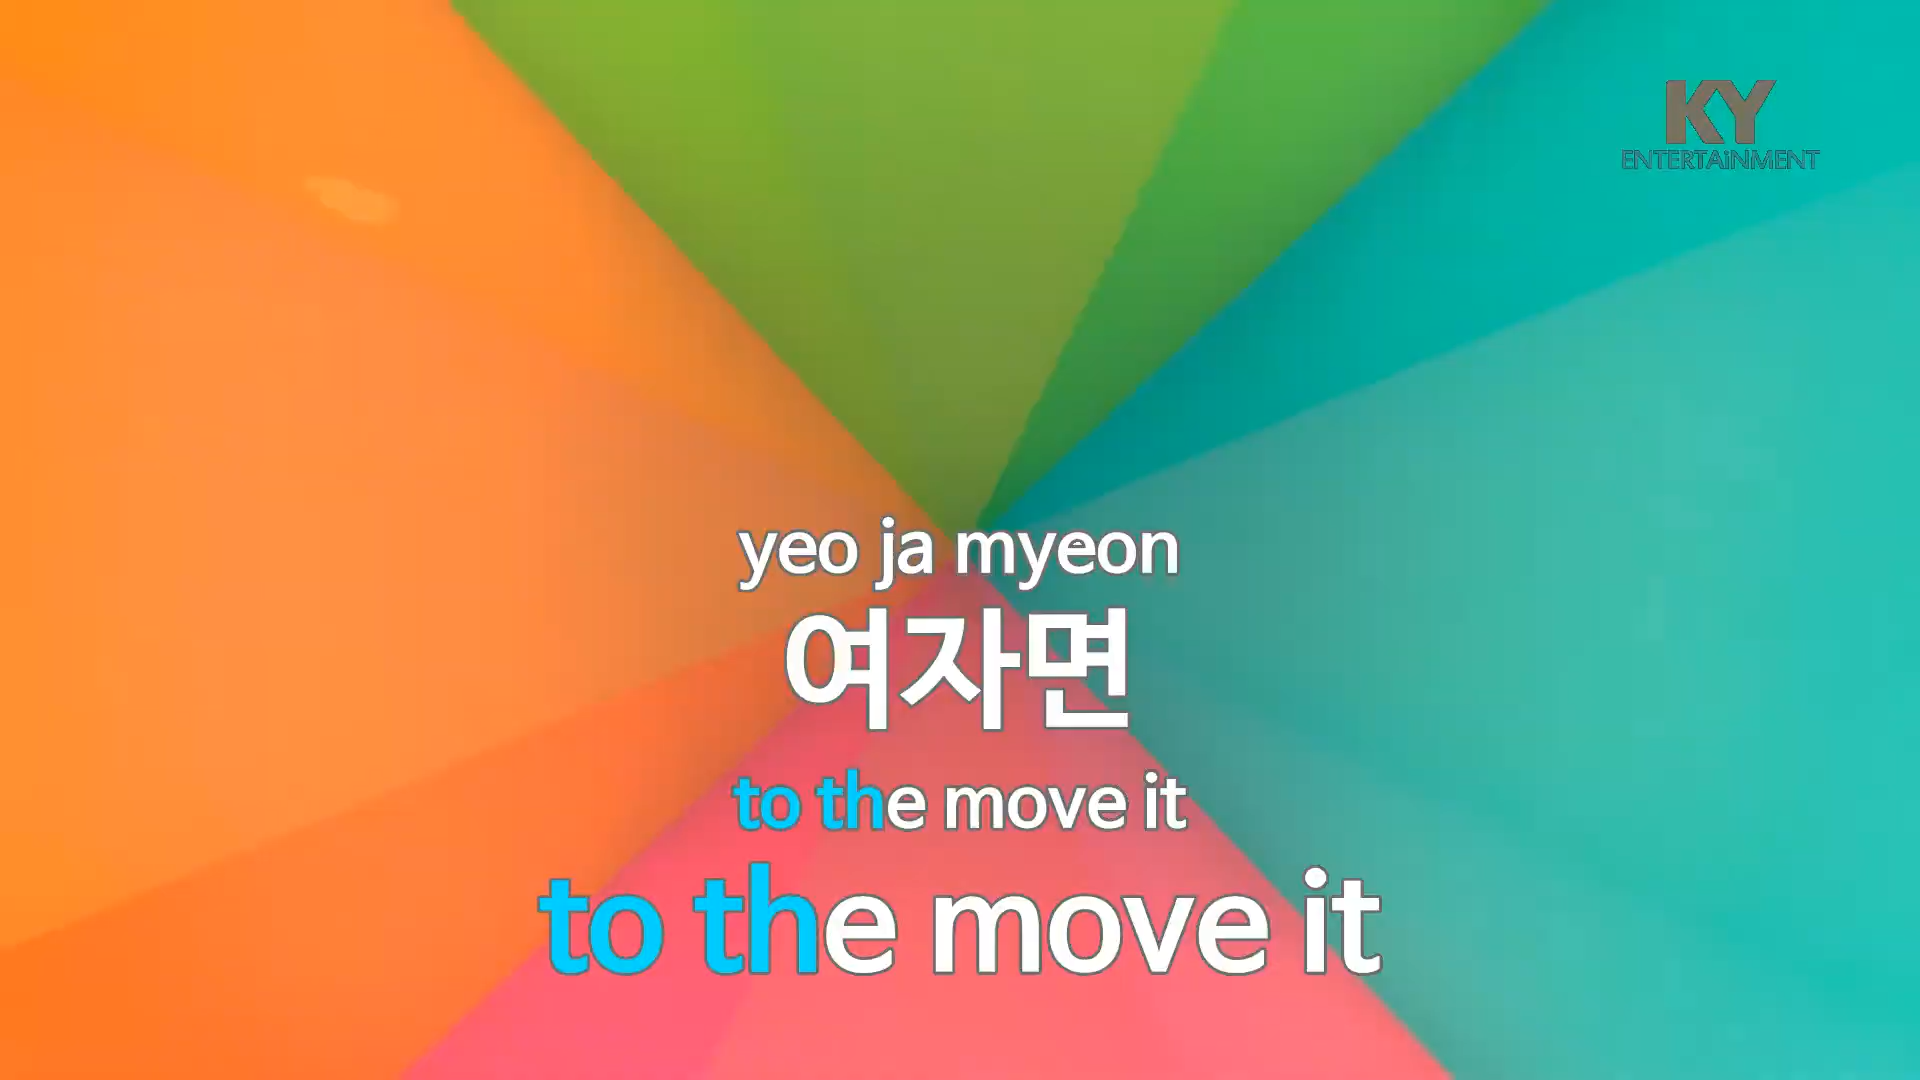 KY
ENTERTAiNMENT
yeo ja myeon
여자면
to the move it
to the move it